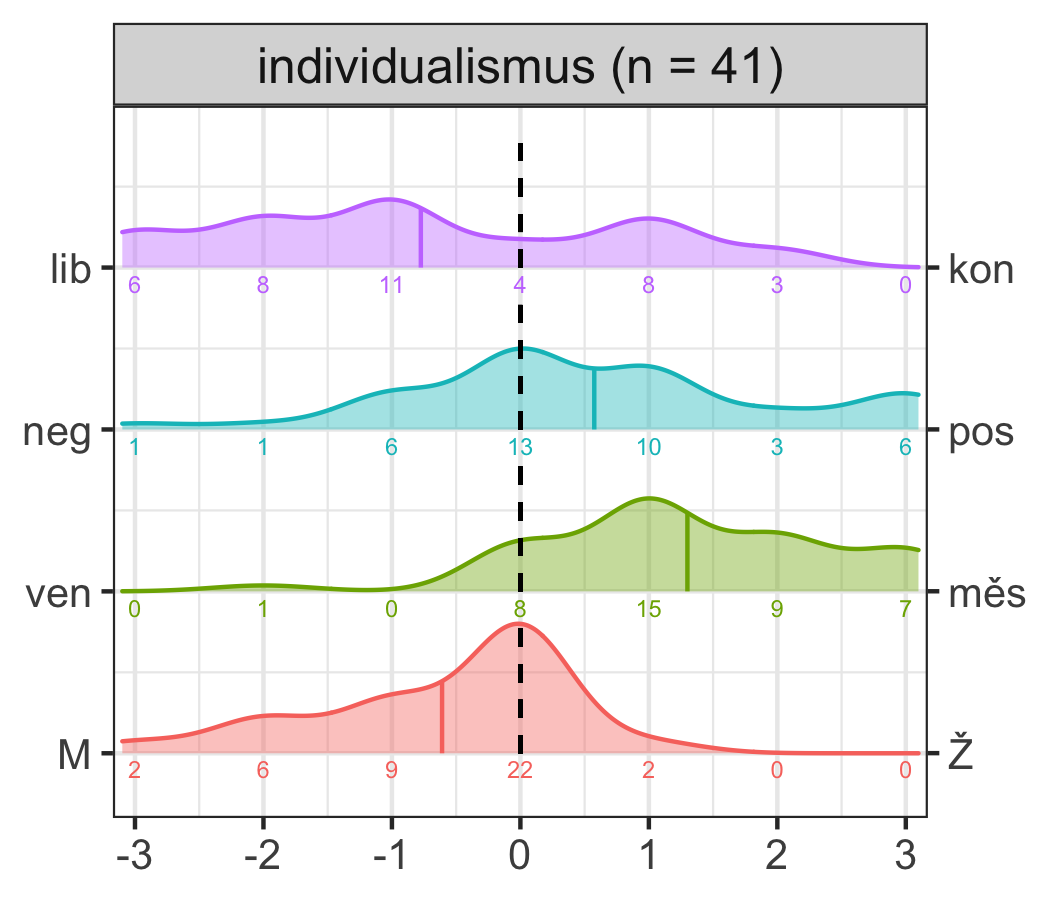 individualismus (n = 41)
lib kon
6 8 11 4 8 3 0
neg pos
1 1 6 13 10 3 6
ven měs
0 1 0 8 15 9 7
M Ž
2 6 9 22 2 0 0
-3 -2 -1 0 1 2 3